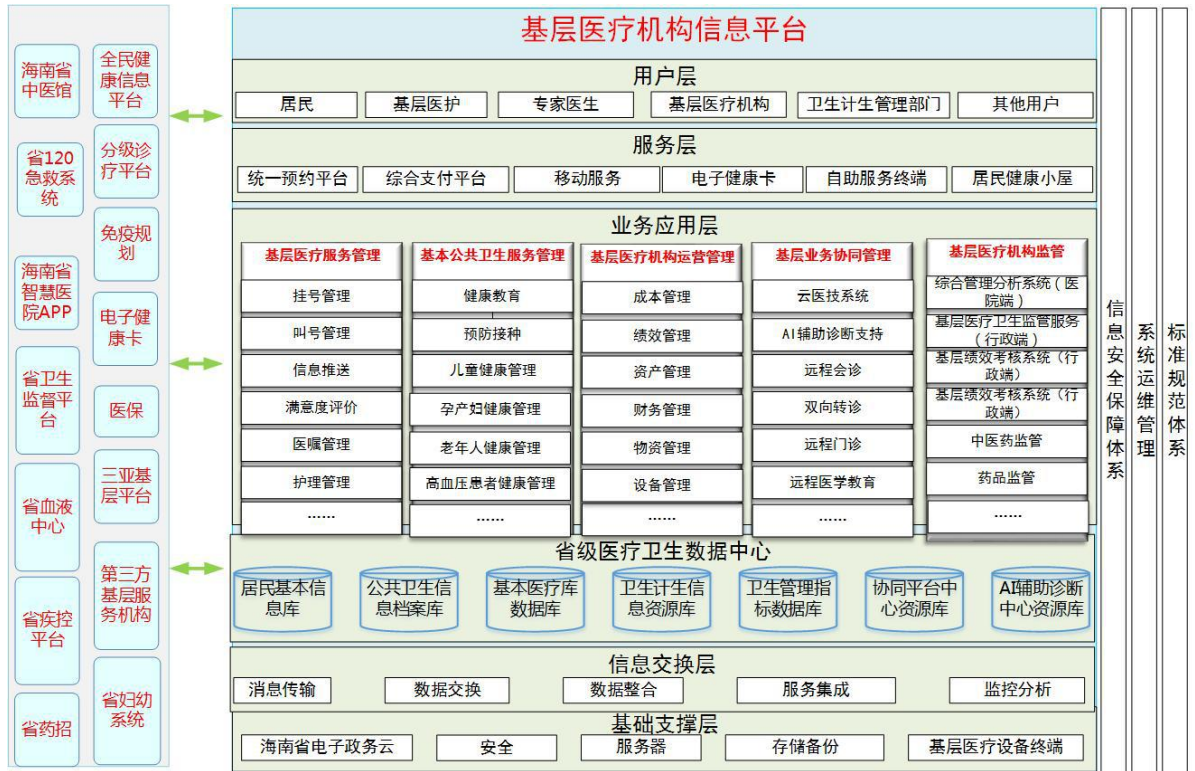 海南省
中医馆
全民健
康信息
平台
省120
急救系
统
分级诊
疗平台
免疫规
划
海南省
智慧医
院APP
电子健
康卡
省卫生
监督平
台
医保
三亚基
层平台
省血液
中心
第三方
基层服
务机构
省疾控
平台
省妇幼
系统
省药招
基层医疗机构信息平台
用户层
居民
基层医护
专家医生
基层医疗机构
卫生计生管理部门
其他用户
服务层
统一预约平台
综合支付平台
移动服务
电子健康卡
自助服务终端
居民健康小屋
业务应用层
基层医疗服务管理
挂号管理
叫号管理
信息推送
满意度评价
医嘱管理
护理管理
……
基本公共卫生服务管理
健康教育
预防接种
儿童健康管理
孕产妇健康管理
老年人健康管理
高血压患者健康管理
……
基层医疗机构运营管理
成本管理
绩效管理
资产管理
财务管理
物资管理
设备管理
……
基层业务协同管理
云医技系统
AI辅助诊断支持
远程会诊
双向转诊
远程门诊
远程医学教育
……
基层医疗机构监管
综合管理分析系统（医
院端）
基层医疗卫生监管服务
（行政端）
基层绩效考核系统（行
政端）
基层绩效考核系统（行
政端）
中医药监管
药品监管
……
省级医疗卫生数据中心
居民基本信
息库
公共卫生信
息档案库
基本医疗库
数据库
卫生计生信
息资源库
卫生管理指
标数据库
协同平台中
心资源库
AI辅助诊断
中心资源库
信息交换层
消息传输
数据交换
数据整合
服务集成
监控分析
基础支撑层
海南省电子政务云
安全
服务器
存储备份
基层医疗设备终端
信息安全保障体系
系统运维管理
标准规范体系